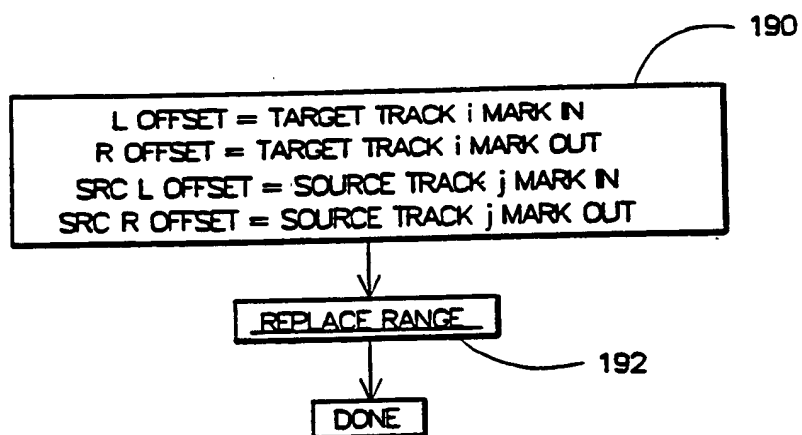 190
L OFFSET = TARGET TRACK i MARK IN
R OFFSET = TARGET TRACK i MARK OUT
SRC L OFFSET = SOURCE TRACK j MARK IN
SRC R OFFSET = SOURCE TRACK j MARK OUT
REPLACE RANGE
192
DONE